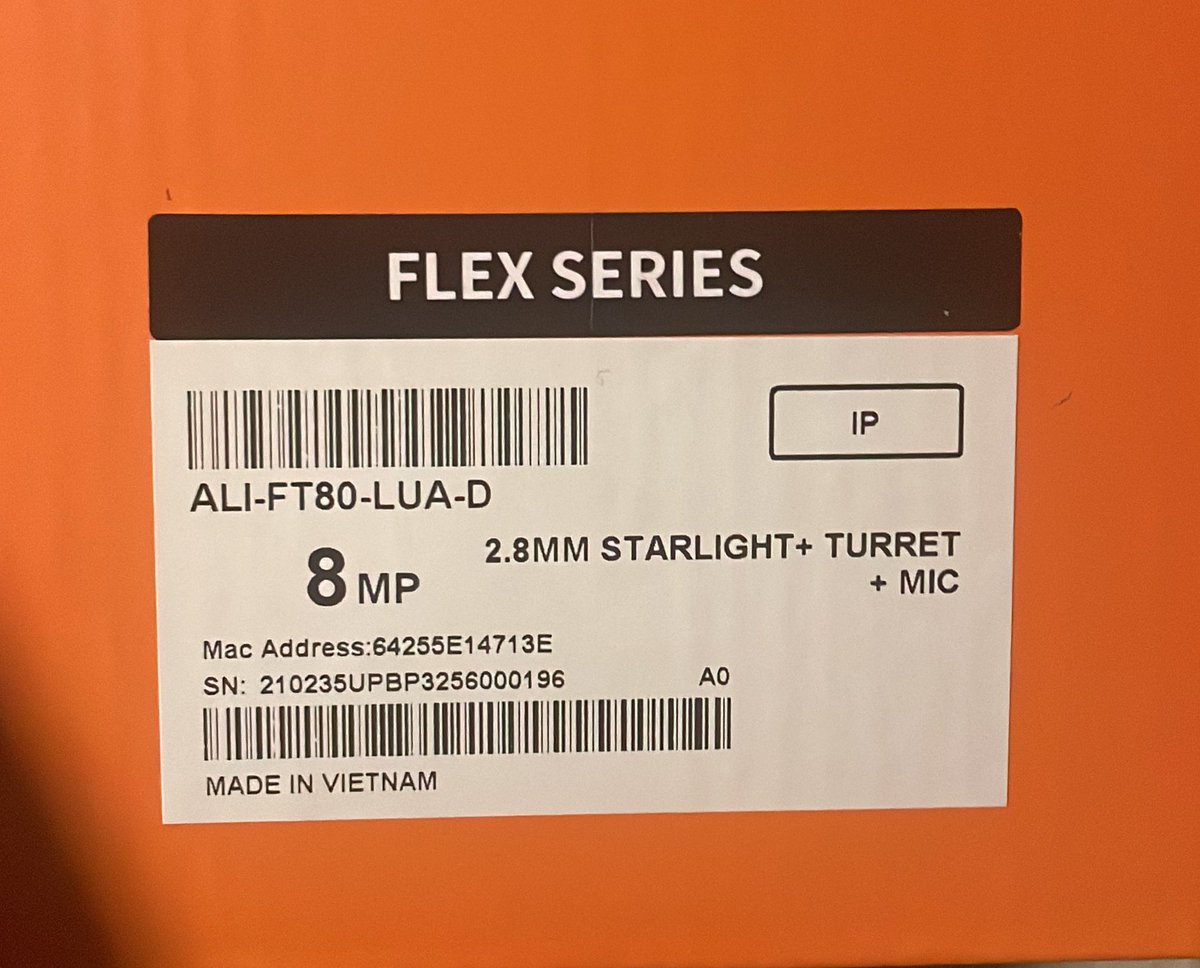 FLEX SERIES
IP
ALI-FT80-LUA-D
8 MP
2.8MM STARLIGHT+ TURRET
+ MIC
Mac Address:64255E14713E
SN: 210235UPBP3256000196
A0
MADE IN VIETNAM